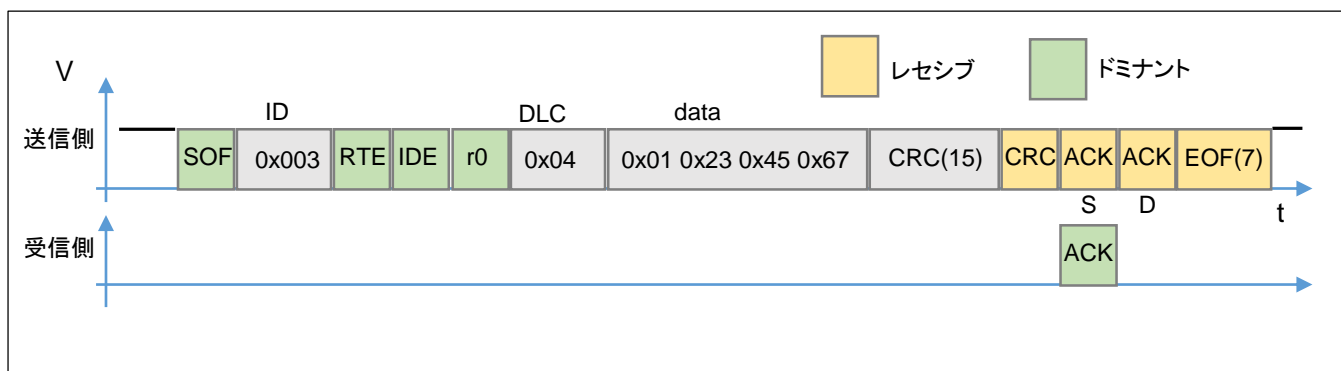 レセシブ ドミナント
V
ID DLC data
送信側 SOF 0x003 RTE IDE r0 0x04 0x01 0x23 0x45 0x67 CRC(15) CRC ACK ACK EOF(7)
S D t
受信側 ACK